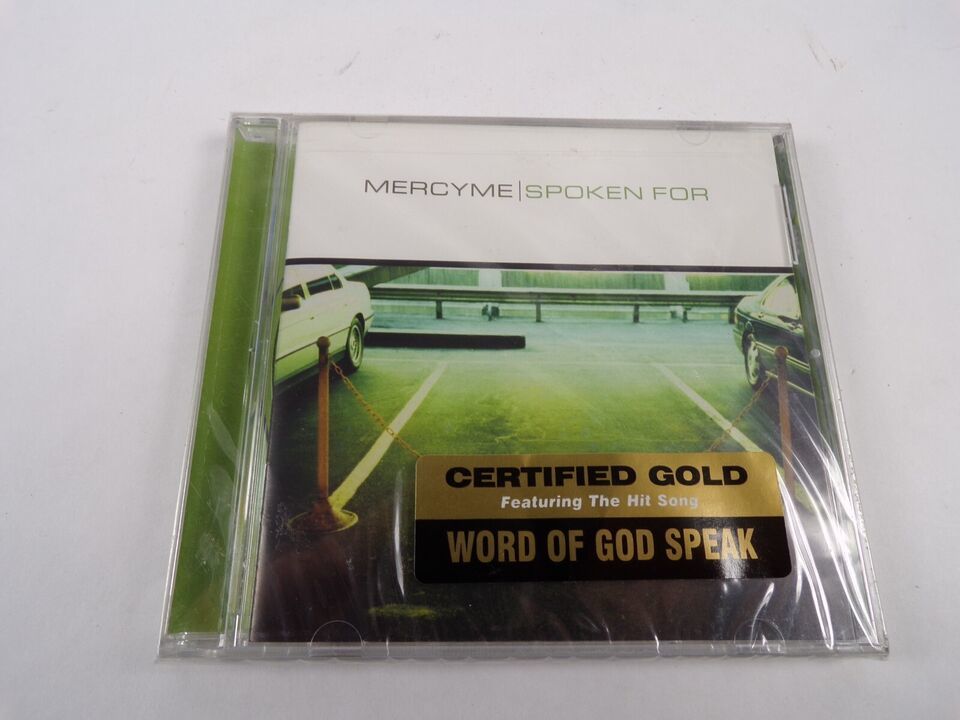 MERCYME|SPOKEN FOR
CERTIFIED GOLD
Featuring The Hit Song
WORD OF GOD SPEAK